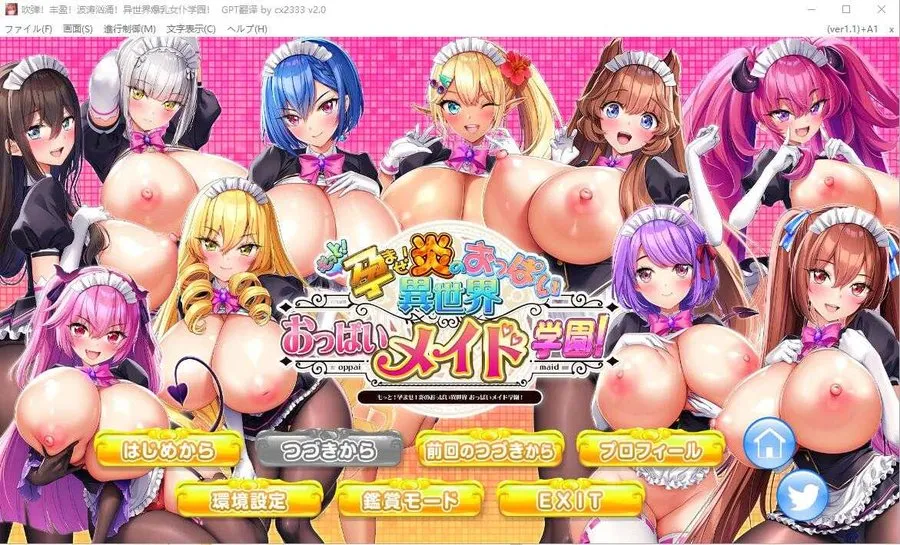 吹弹！丰盈！波涛汹涌！异世界爆乳女仆学园！ GPT翻译 by cx2333 v2.0
ファイル(F) 画面(S) 進行制御(M) 文字表示(C) ヘルプ(H) (ver1.1)+A1 x
もっと！孕ませ！炎のおっぱい
異世界
おっぱいメイド学園！
oppai maid
もっと！孕ませ！炎のおっぱい異世界 おっぱいメイド学園！
はじめから つづきから 前回のつづきから プロフィール
環境設定 鑑賞モード EXIT